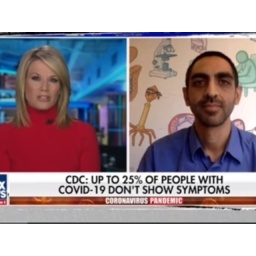 CDC: UP TO 25% OF PEOPLE WITH
COVID-19 DON'T SHOW SYMPTOMS
CORONAVIRUS PANDEMIC